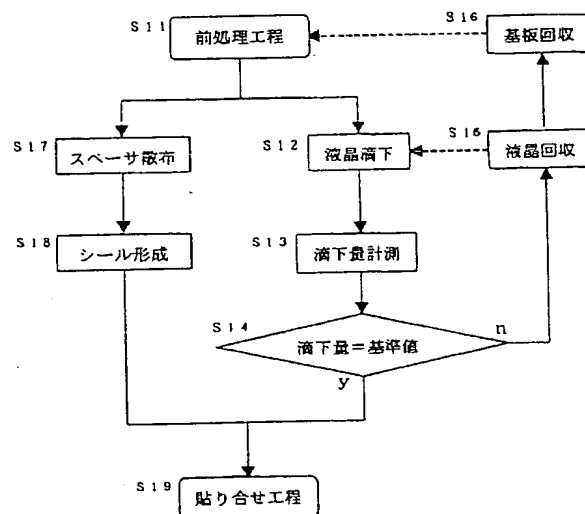 S11
前処理工程
S16
基板回収
S17
スペーサ散布
S12
液晶滴下
S15
液晶回収
S18
シール形成
S13
滴下量計測
S14
滴下量＝基準値
n
y
S19
貼り合せ工程